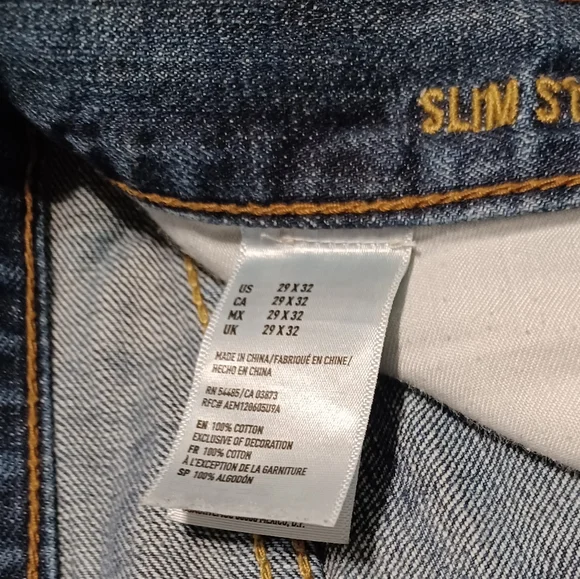 SLIM ST
US 29 X 32
CA 29 X 32
MX 29 X 32
UK 29 X 32
MADE IN CHINA/FABRIQUÉ EN CHINE/
HECHO EN CHINA
RN 54485/CA 03873
RFC# AEM120605U9A
EN 100% COTTON
EXCLUSIVE OF DECORATION
FR 100% COTON
À L'EXCEPTION DE LA GARNITURE
SP 100% ALGODÓN